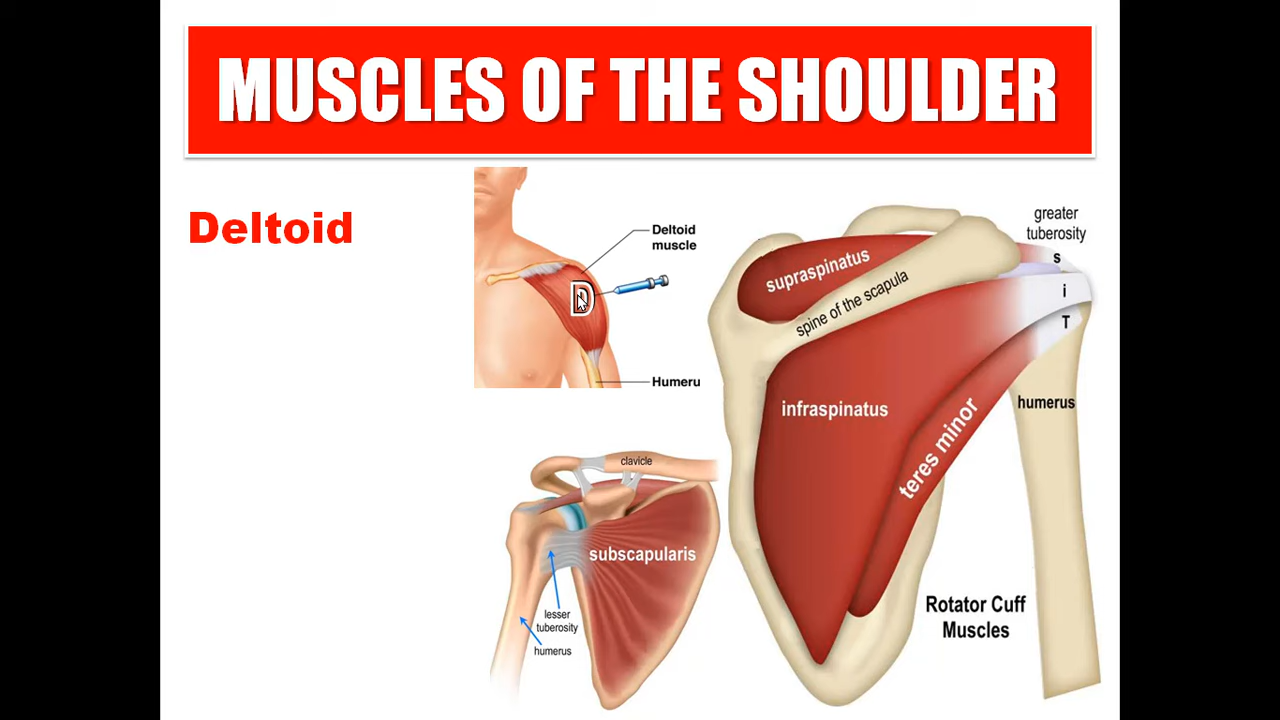 MUSCLES OF THE SHOULDER
Deltoid
Deltoid
muscle
D
Humeru
greater
tuberosity
s
i
T
supraspinatus
spine of the scapula
infraspinatus
teres minor
humerus
clavicle
subscapularis
lesser
tuberosity
humerus
Rotator Cuff
Muscles